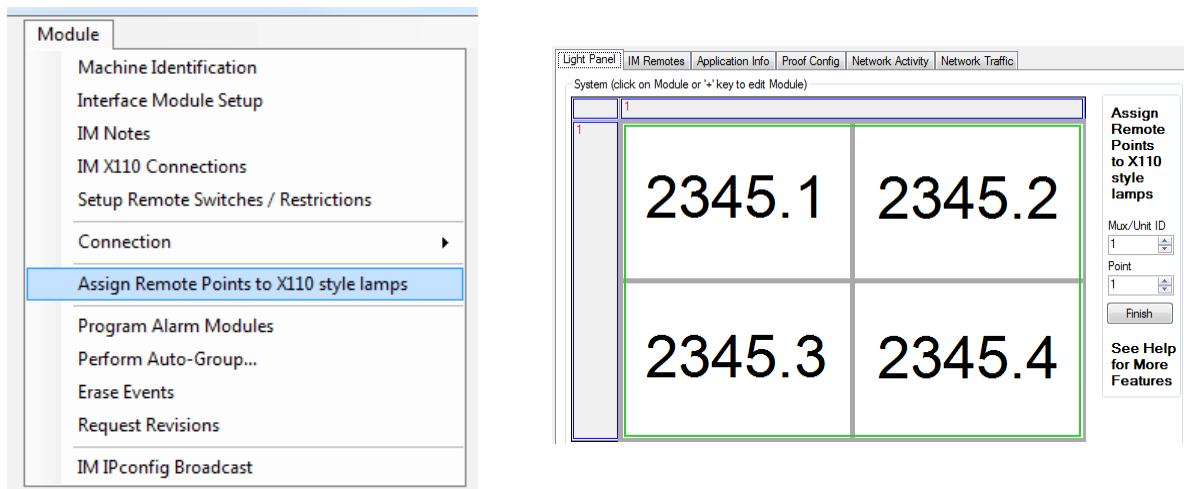 Module
Machine Identification
Interface Module Setup
IM Notes
IM X110 Connections
Setup Remote Switches / Restrictions
Connection
Assign Remote Points to X110 style lamps
Program Alarm Modules
Perform Auto-Group...
Erase Events
Request Revisions
IM IPconfig Broadcast
Light Panel IM Remotes Application Info Proof Config Network Activity Network Traffic
System (click on Module or '+' key to edit Module)
1
1
2345.1 2345.2
2345.3 2345.4
Assign
Remote
Points
to X110
style
lamps
Mux/Unit ID
1
Point
1
Finish
See Help
for More
Features